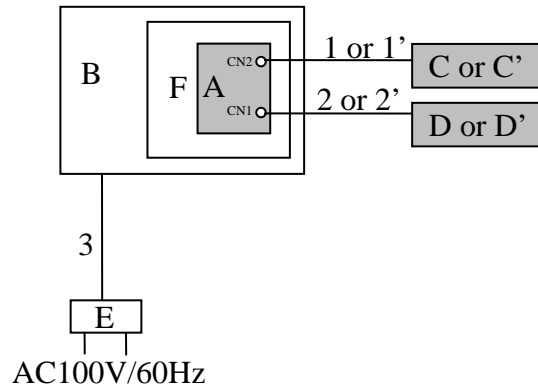 B
F
A
CN2
CN1
1 or 1’
C or C’
2 or 2’
D or D’
3
E
AC100V/60Hz